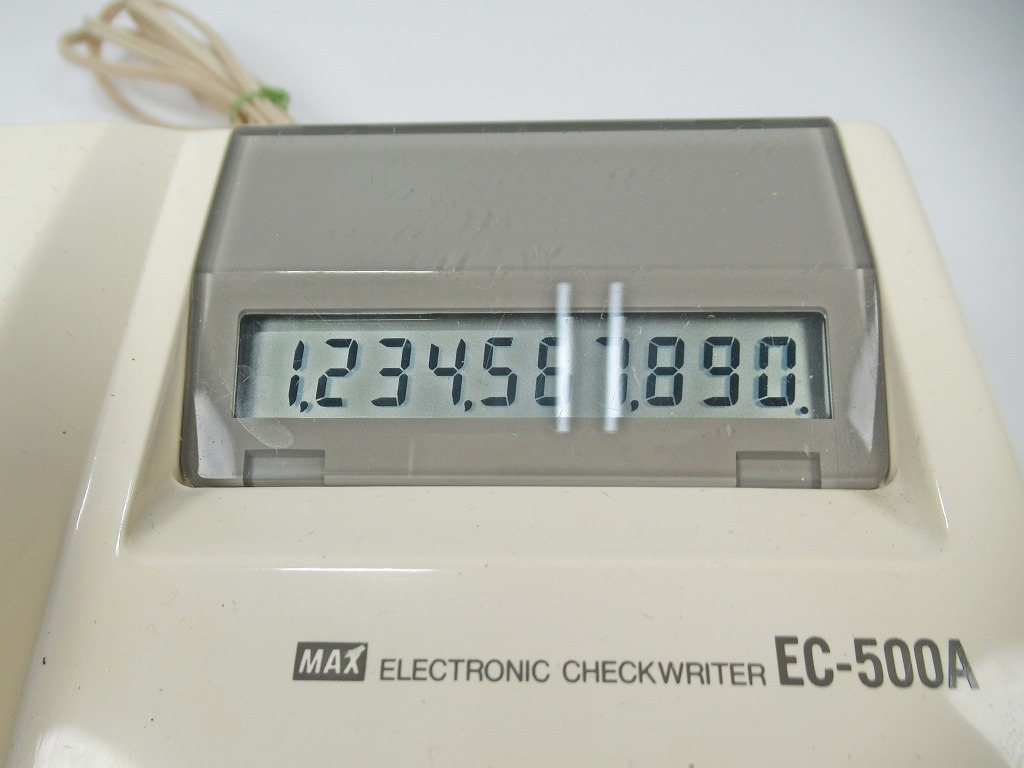 1,234,567,890.
MAX ELECTRONIC CHECKWRITER EC-500A